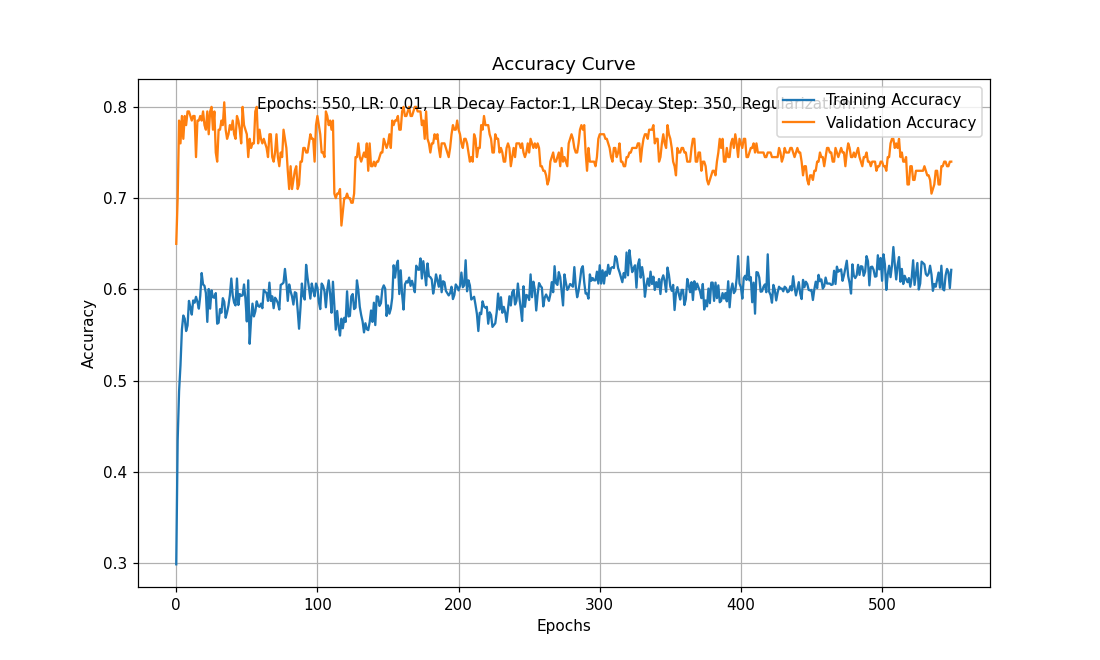 Accuracy Curve
Epochs: 550, LR: 0.01, LR Decay Factor:1, LR Decay Step: 350, Regularization:
Training Accuracy
Validation Accuracy
0.8
0.7
0.6
0.5
0.4
0.3
Accuracy
0 100 200 300 400 500
Epochs